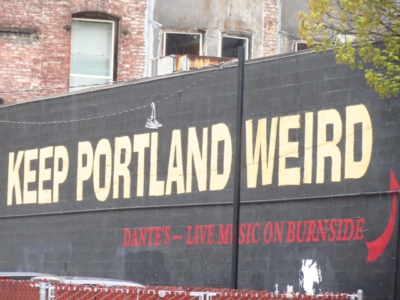 KEEP PORTLAND WEIRD
DANTE'S — LIVE MUSIC ON BURNSIDE